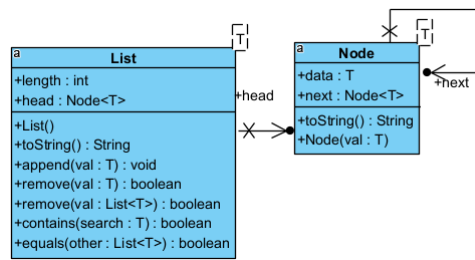 a
T
List
+length : int
+head : Node<T>
+List()
+toString() : String
+append(val : T) : void
+remove(val : T) : boolean
+remove(val : List<T>) : boolean
+contains(search : T) : boolean
+equals(other : List<T>) : boolean
+head
a
T
Node
+data : T
+next : Node<T>
+toString() : String
+Node(val : T)
+next